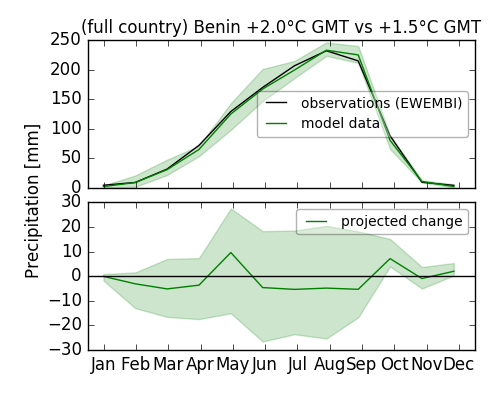 (full country) Benin +2.0°C GMT vs +1.5°C GMT
250
200
150
100
50
0
observations (EWEMBI)
model data
Precipitation [mm]
30
20
10
0
−10
−20
−30
projected change
Jan Feb Mar Apr May Jun Jul Aug Sep Oct Nov Dec